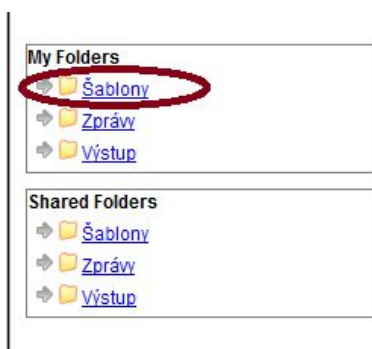 My Folders
Šablony
Zprávy
Výstup
Shared Folders
Šablony
Zprávy
Výstup